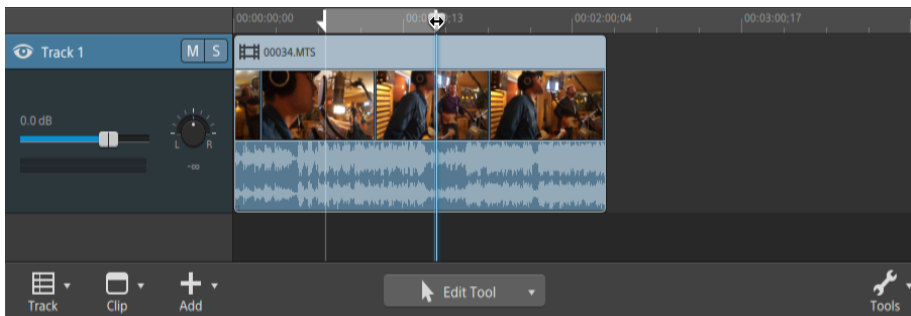 00:00:00;00
;13
00:02:00;04
00:03:00;17
Track 1
M
S
00034.MTS
0.0 dB
L
R
-∞
Track
Clip
Add
Edit Tool
Tools